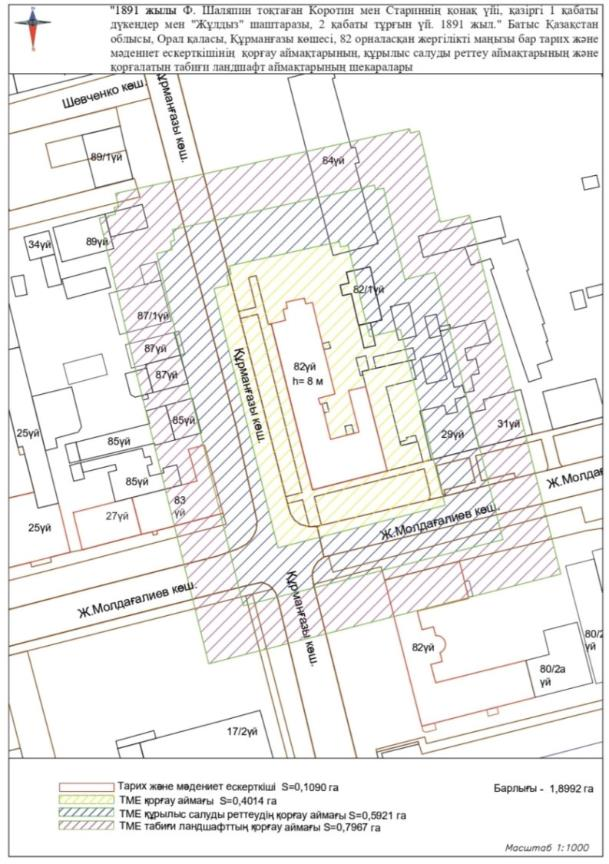 "1891 жылы Ф. Шаляпин тоқтаған Коротин мен Стариннің қонақ үйі, қазіргі 1 қабаты
дүкендер мен "Жұлдыз" шаштаразы, 2 қабаты тұрғын үй. 1891 жыл." Батыс Қазақстан
облысы, Орал қаласы, Құрманғазы көшесі, 82 орналасқан жергілікті маңызы бар тарих және
мәдениет ескерткішінің қорғау аймақтарының, құрылыс салуды реттеу аймақтарының және
қорғалатын табиғи ландшафт аймақтарының шекаралары
Шевченко көш.
Құрманғазы көш.
89/1үй
84үй
34үй
89үй
82/1үй
87/1үй
87үй
82үй
h= 8 м
Құрманғазы көш.
87үй
85үй
31үй
25үй
85үй
29үй
85үй
83
үй
27үй
25үй
Ж.Молдаға
Ж.Молдағалиев көш.
Ж.Молдағалиев көш.
Құрманғазы көш.
82үй
80/2
үй
80/2а
үй
17/2үй
Тарих және мәдениет ескерткіші S=0,1090 га
Барлығы - 1,8992 га
ТМЕ қорғау аймағы S=0,4014 га
ТМЕ құрылыс салуды реттеудің қорғау аймағы S=0,5921 га
ТМЕ табиғи ландшафттың қорғау аймағы S=0,7967 га
Масштаб 1:1000